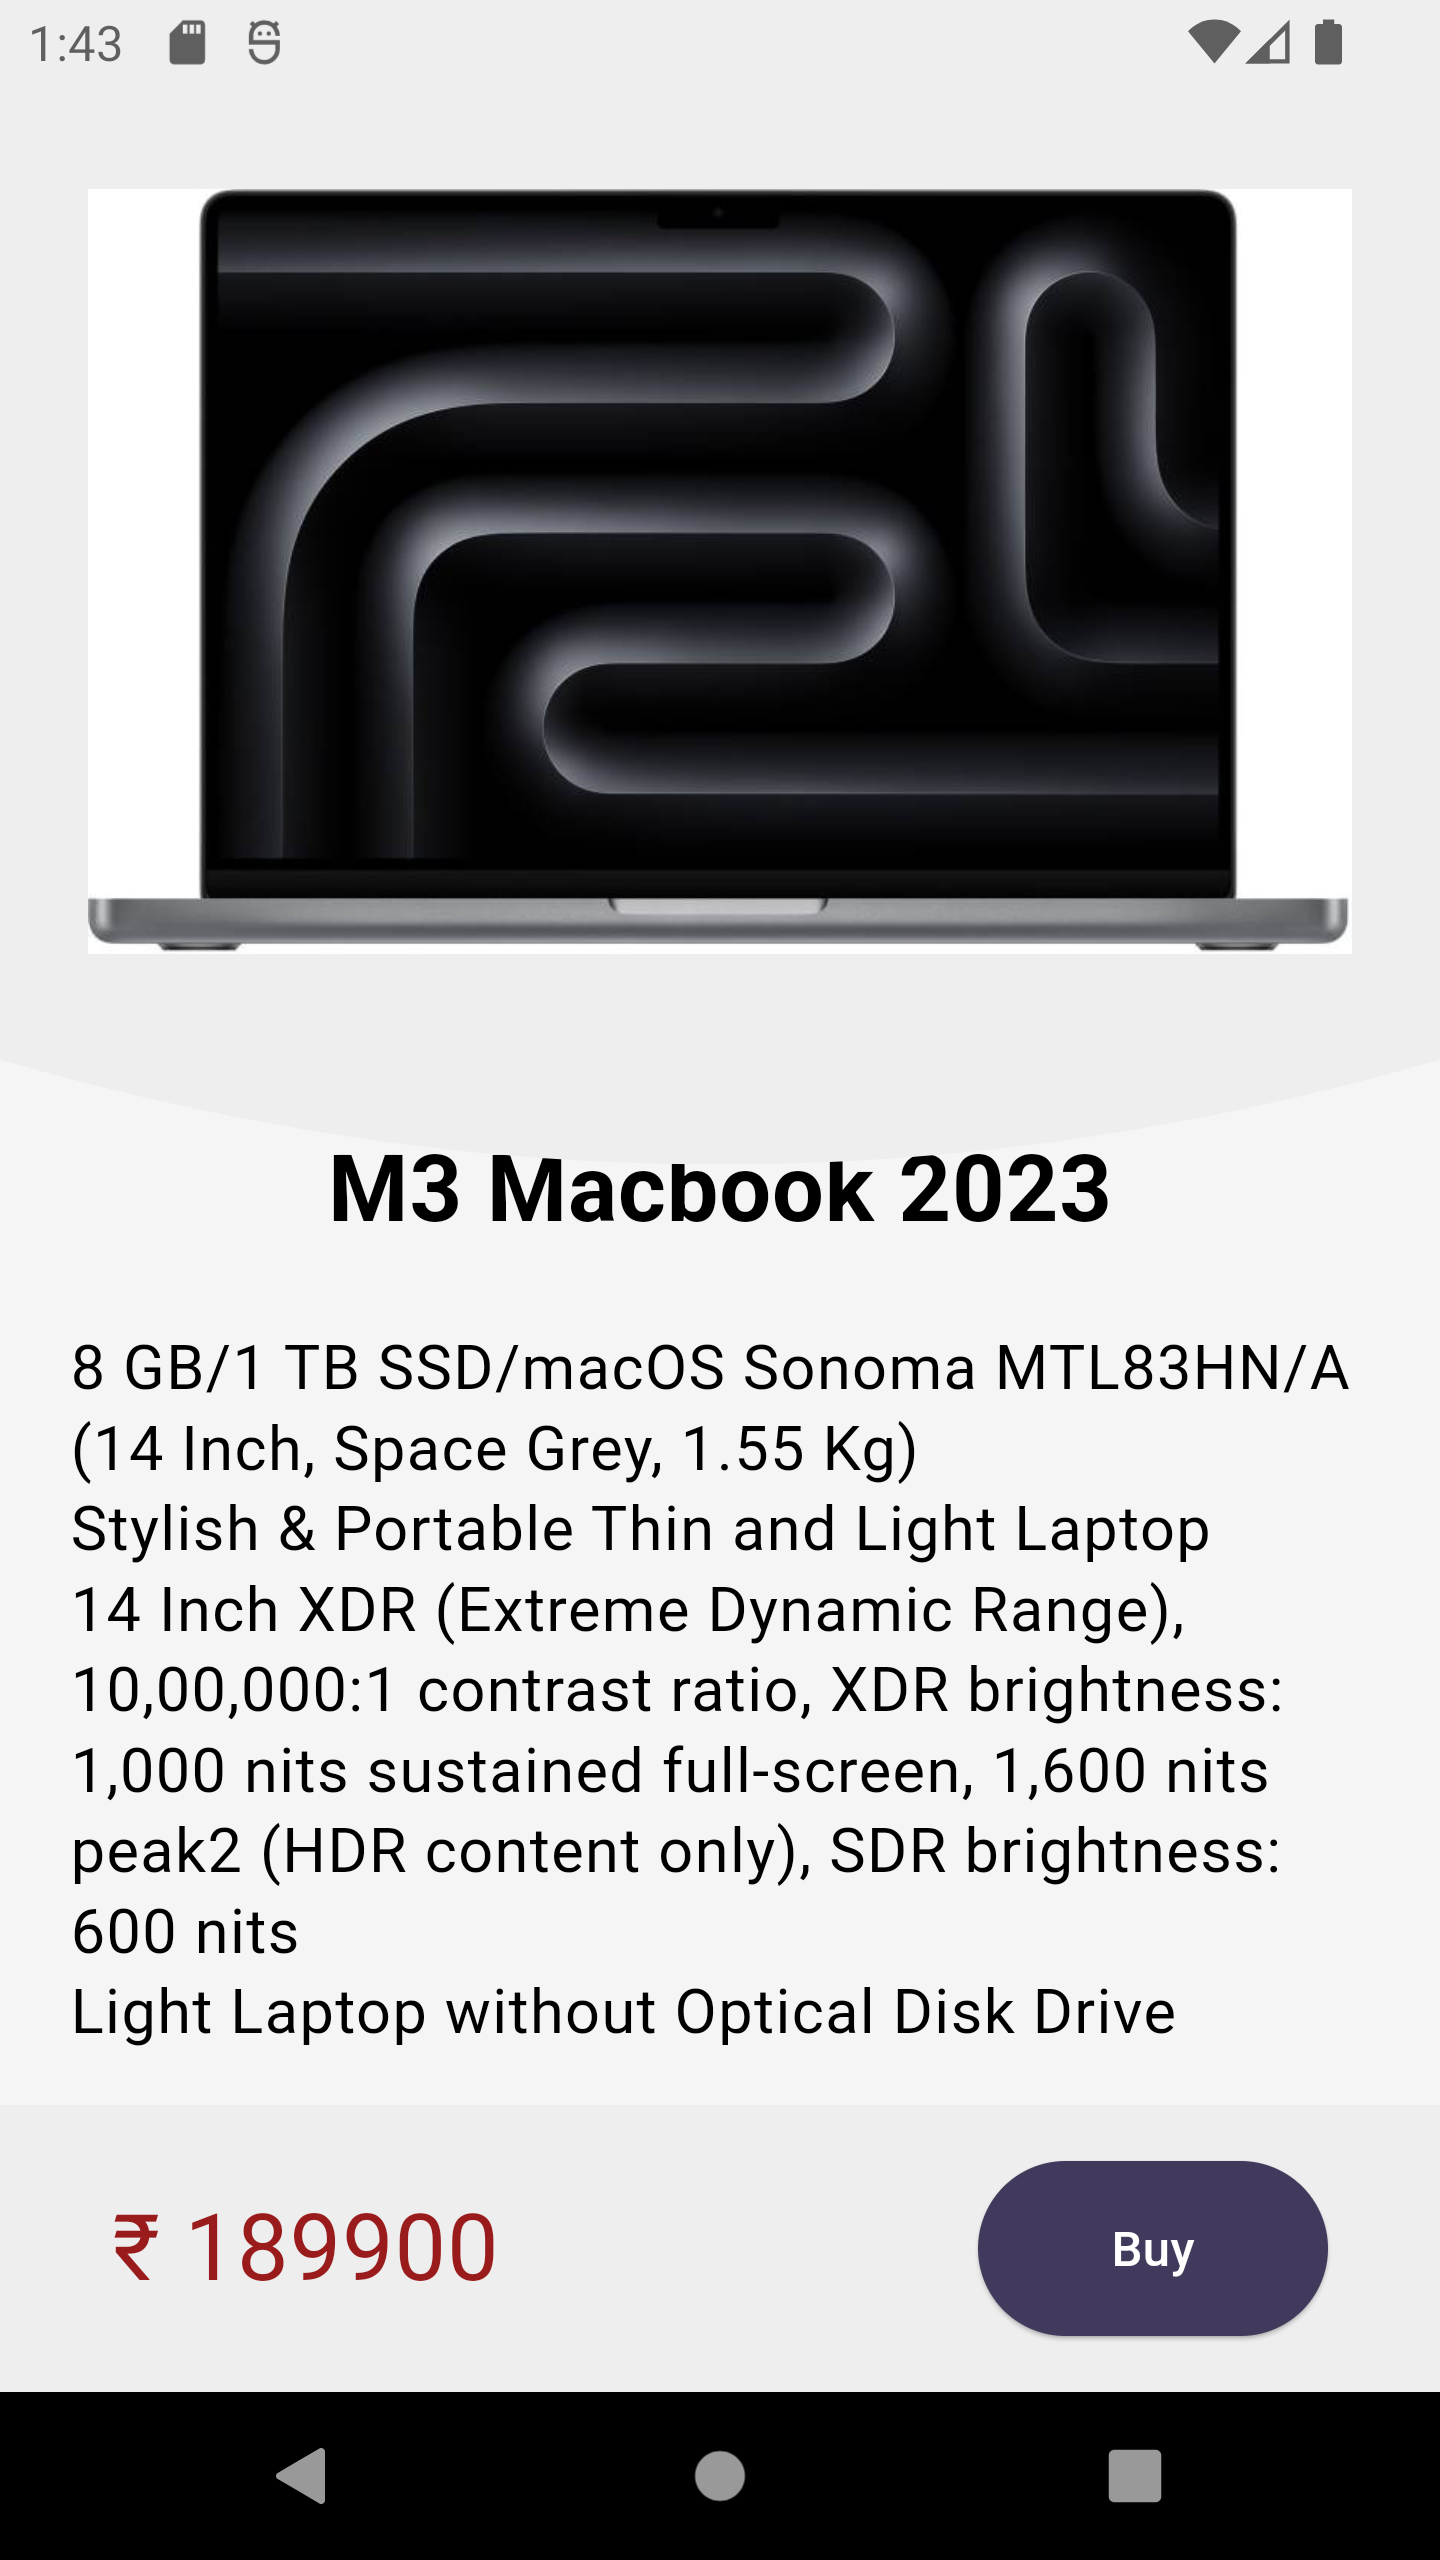 1:43
M3 Macbook 2023
8 GB/1 TB SSD/macOS Sonoma MTL83HN/A
(14 Inch, Space Grey, 1.55 Kg)
Stylish & Portable Thin and Light Laptop
14 Inch XDR (Extreme Dynamic Range),
10,00,000:1 contrast ratio, XDR brightness:
1,000 nits sustained full-screen, 1,600 nits
peak2 (HDR content only), SDR brightness:
600 nits
Light Laptop without Optical Disk Drive
₹ 189900
Buy